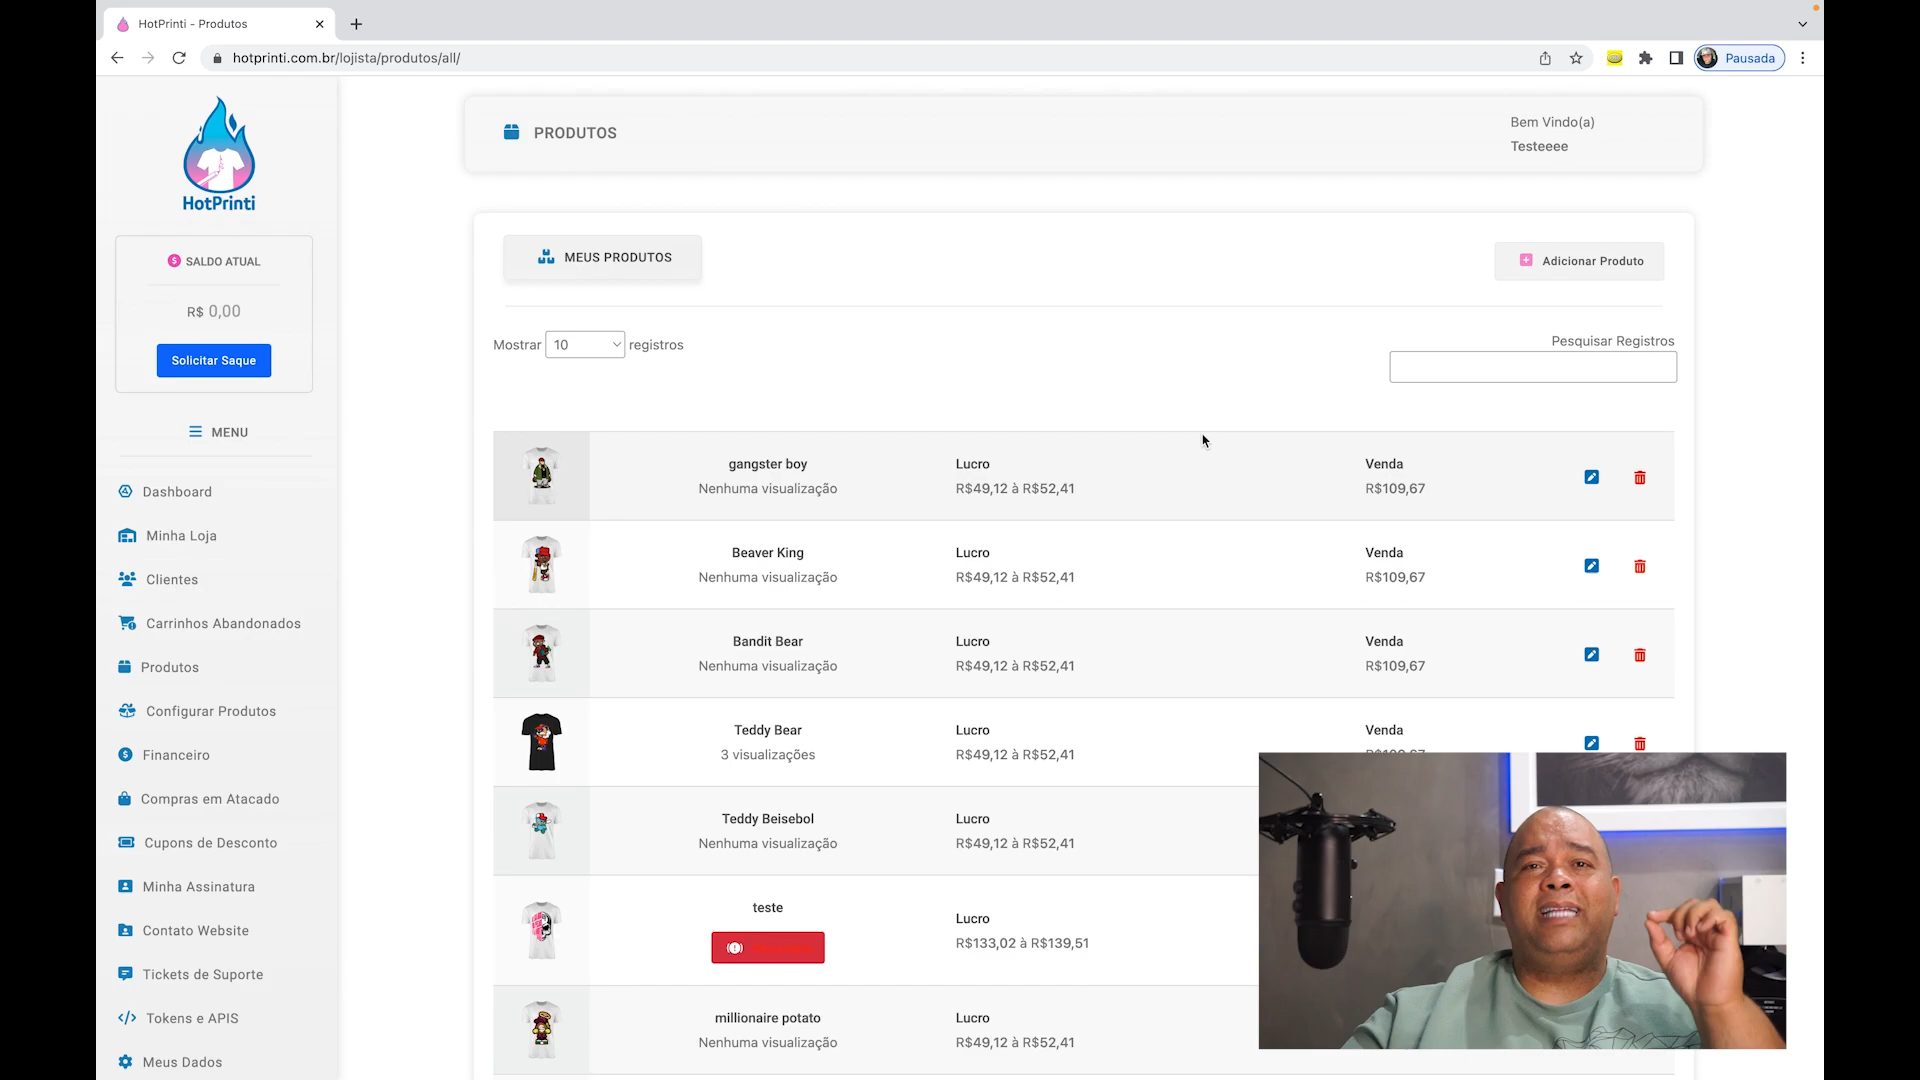 HotPrinti - Produtos
hotprinti.com.br/lojista/produtos/all/
Pausada
HotPrinti
SALDO ATUAL
R$ 0,00
Solicitar Saque
MENU
Dashboard
Minha Loja
Clientes
Carrinhos Abandonados
Produtos
Configurar Produtos
Financeiro
Compras em Atacado
Cupons de Desconto
Minha Assinatura
Contato Website
Tickets de Suporte
Tokens e APIS
Meus Dados
PRODUTOS
Bem Vindo(a)
Testeeee
MEUS PRODUTOS
Adicionar Produto
Mostrar 10 registros
Pesquisar Registros
gangster boy
Nenhuma visualização
Lucro
R$49,12 à R$52,41
Venda
R$109,67
Beaver King
Nenhuma visualização
Lucro
R$49,12 à R$52,41
Venda
R$109,67
Bandit Bear
Nenhuma visualização
Lucro
R$49,12 à R$52,41
Venda
R$109,67
Teddy Bear
3 visualizações
Lucro
R$49,12 à R$52,41
Venda
Teddy Beisebol
Nenhuma visualização
Lucro
R$49,12 à R$52,41
teste
Lucro
R$133,02 à R$139,51
millionaire potato
Nenhuma visualização
Lucro
R$49,12 à R$52,41